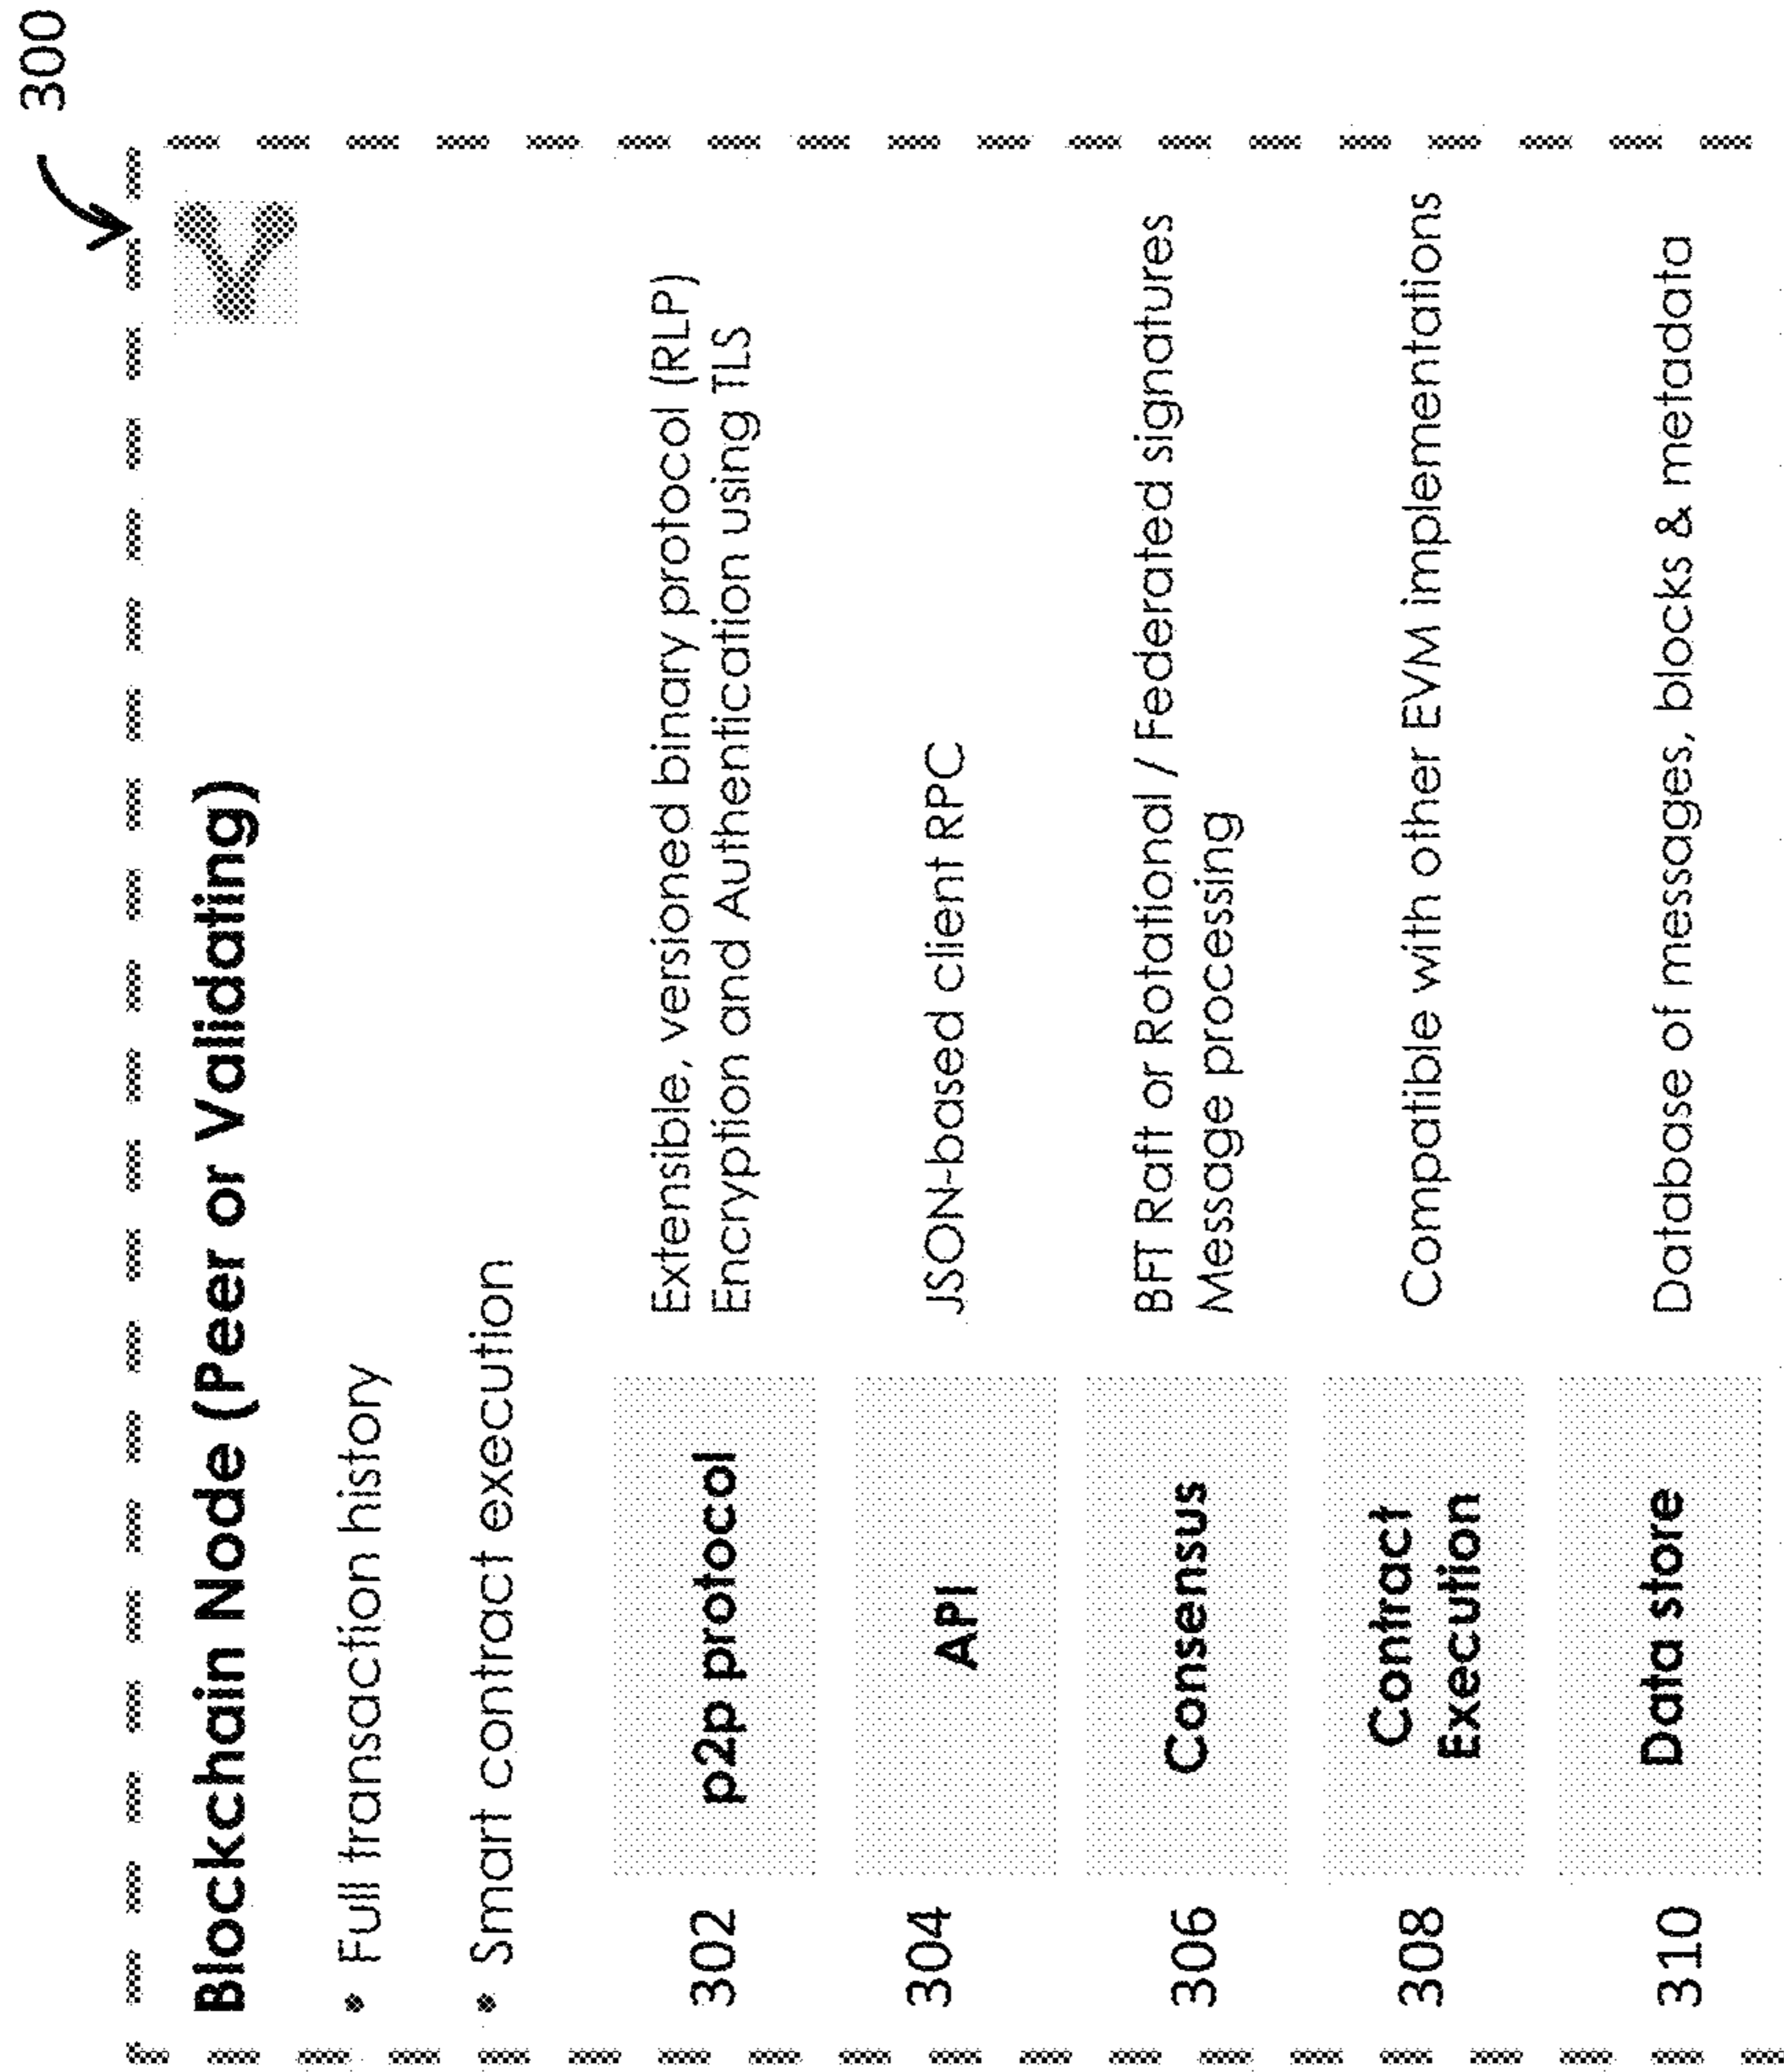 300
Blockchain Node (Peer or Validating)
Full transaction history
Smart contract execution
302
p2p protocol
Extensible, versioned binary protocol (RLP)
Encryption and Authentication using TLS
304
API
JSON-based client RPC
306
Consensus
BFT Raft or Rotational / Federated signatures
Message processing
308
Contract
Execution
Compatible with other EVM implementations
310
Data store
Database of messages, blocks & metadata